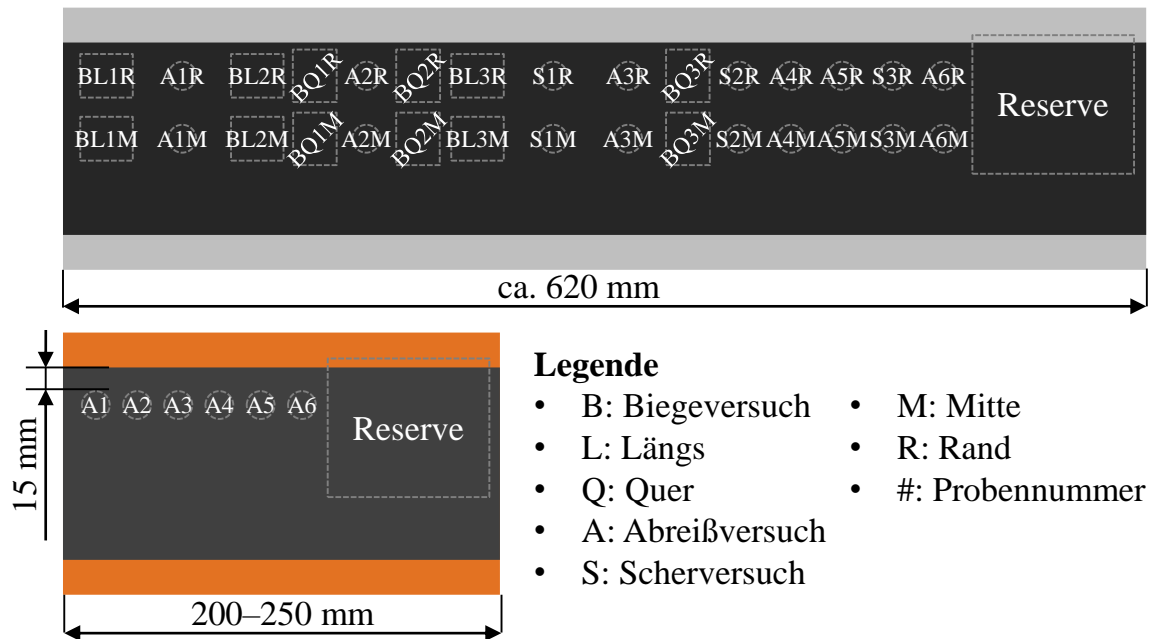 BL1R A1R BL2R BQ1R A2R BQ2R BL3R S1R A3R BQ3R S2R A4R A5R S3R A6R
Reserve
BL1M A1M BL2M BQ1M A2M BQ2M BL3M S1M A3M BQ3M S2M A4M A5M S3M A6M
ca. 620 mm
15 mm
A1 A2 A3 A4 A5 A6
Reserve
200–250 mm
Legende
• B: Biegeversuch
• L: Längs
• Q: Quer
• A: Abreißversuch
• S: Scherversuch
• M: Mitte
• R: Rand
• #: Probennummer